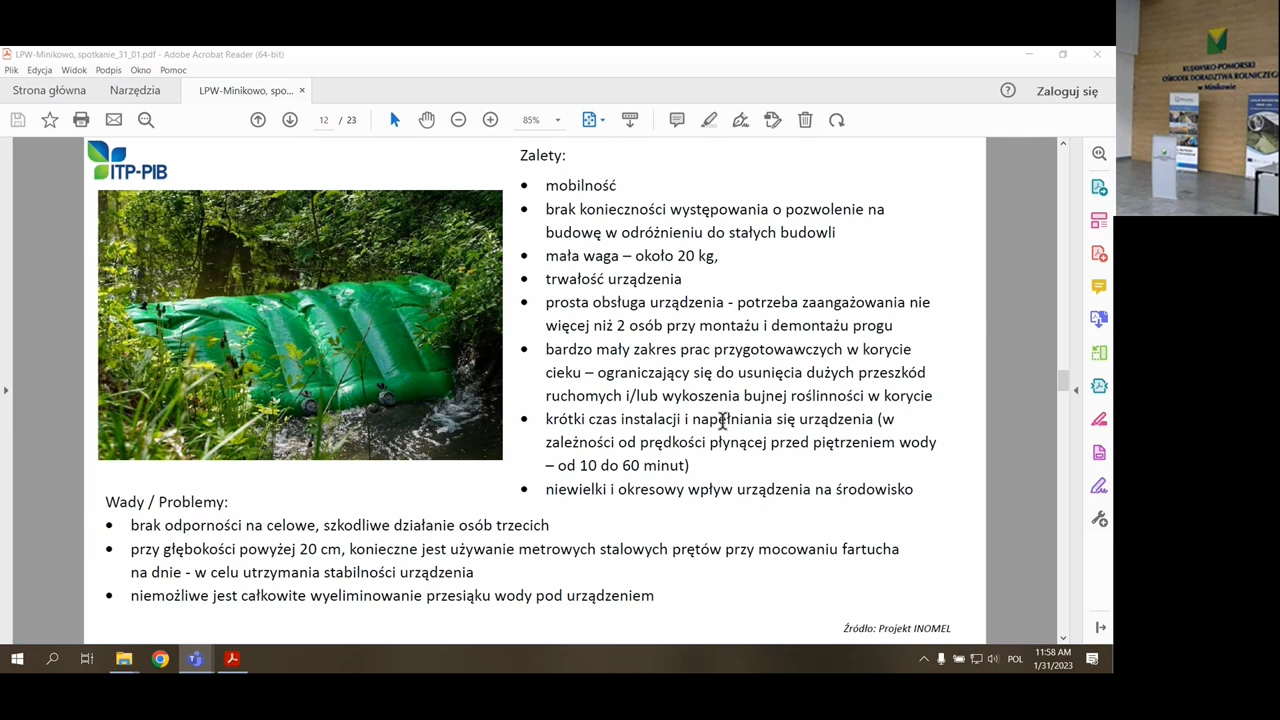 LPW-Minikowo, spotkanie_31_01.pdf - Adobe Acrobat Reader (64-bit)
Plik Edycja Widok Podpis Okno Pomoc
Strona główna Narzędzia LPW-Minikowo, spo... × Zaloguj się
12 / 23 85%
ITP-PIB
Zalety:
• mobilność
• brak konieczności występowania o pozwolenie na
budowę w odróżnieniu do stałych budowli
• mała waga – około 20 kg,
• trwałość urządzenia
• prosta obsługa urządzenia - potrzeba zaangażowania nie
więcej niż 2 osób przy montażu i demontażu progu
• bardzo mały zakres prac przygotowawczych w korycie
cieku – ograniczający się do usunięcia dużych przeszkód
ruchomych i/lub wykoszenia bujnej roślinności w korycie
• krótki czas instalacji i napełniania się urządzenia (w
zależności od prędkości płynącej przed piętrzeniem wody
– od 10 do 60 minut)
• niewielki i okresowy wpływ urządzenia na środowisko
Wady / Problemy:
• brak odporności na celowe, szkodliwe działanie osób trzecich
• przy głębokości powyżej 20 cm, konieczne jest używanie metrowych stalowych prętów przy mocowaniu fartucha
na dnie - w celu utrzymania stabilności urządzenia
• niemożliwe jest całkowite wyeliminowanie przesiąku wody pod urządzeniem
Źródło: Projekt INOMEL
POL
11:58 AM
1/31/2023
KUJAWSKO-POMORSKI
OŚRODEK DORADZTWA ROLNICZEGO
w Minikowie